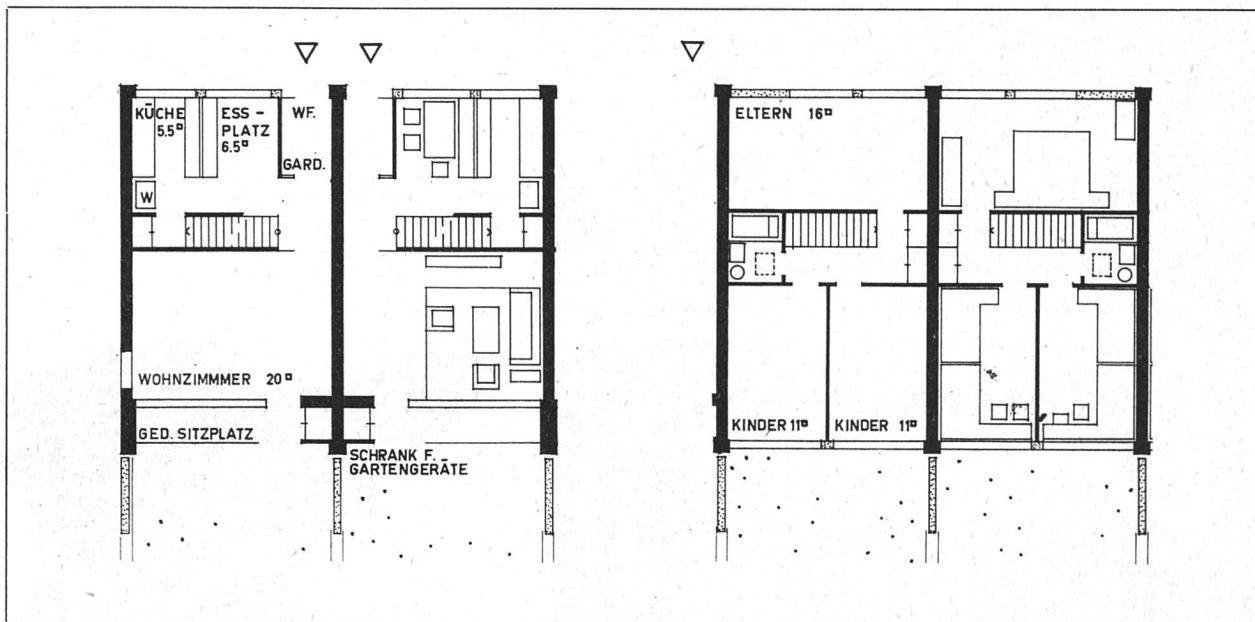 KÜCHE
5.5¤
ESS-
PLATZ
6.5¤
WF.
GARD.
W
WOHNZIMMMER 20¤
GED. SITZPLATZ
SCHRANK F.
GARTENGERÄTE
ELTERN 16¤
KINDER 11¤
KINDER 11¤